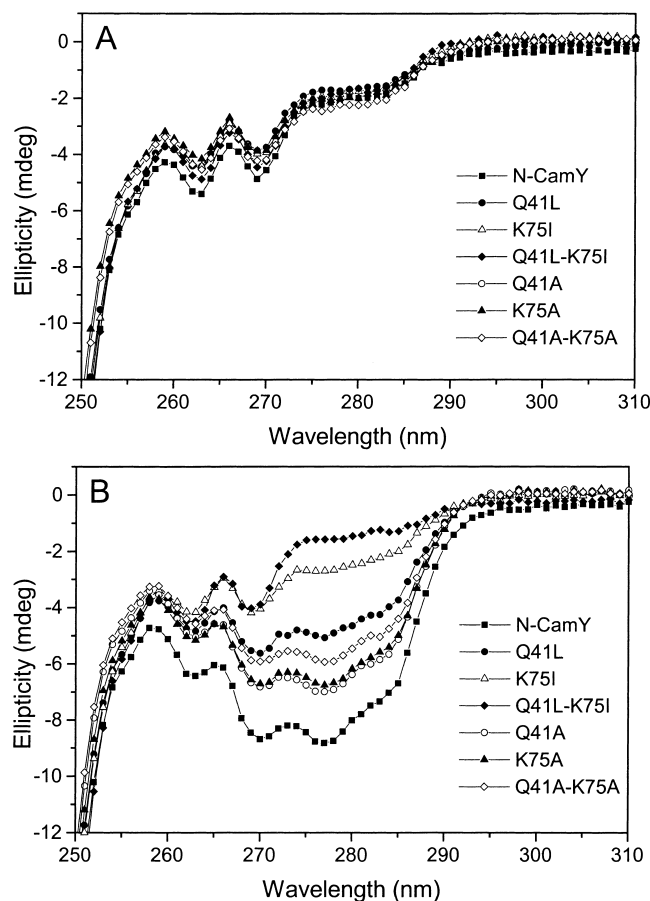 A
Ellipticity (mdeg)
0
-2
-4
-6
-8
-10
-12
N-CamY
Q41L
K75I
Q41L-K75I
Q41A
K75A
Q41A-K75A
250 260 270 280 290 300 310
Wavelength (nm)
B
Ellipticity (mdeg)
0
-2
-4
-6
-8
-10
-12
N-CamY
Q41L
K75I
Q41L-K75I
Q41A
K75A
Q41A-K75A
250 260 270 280 290 300 310
Wavelength (nm)